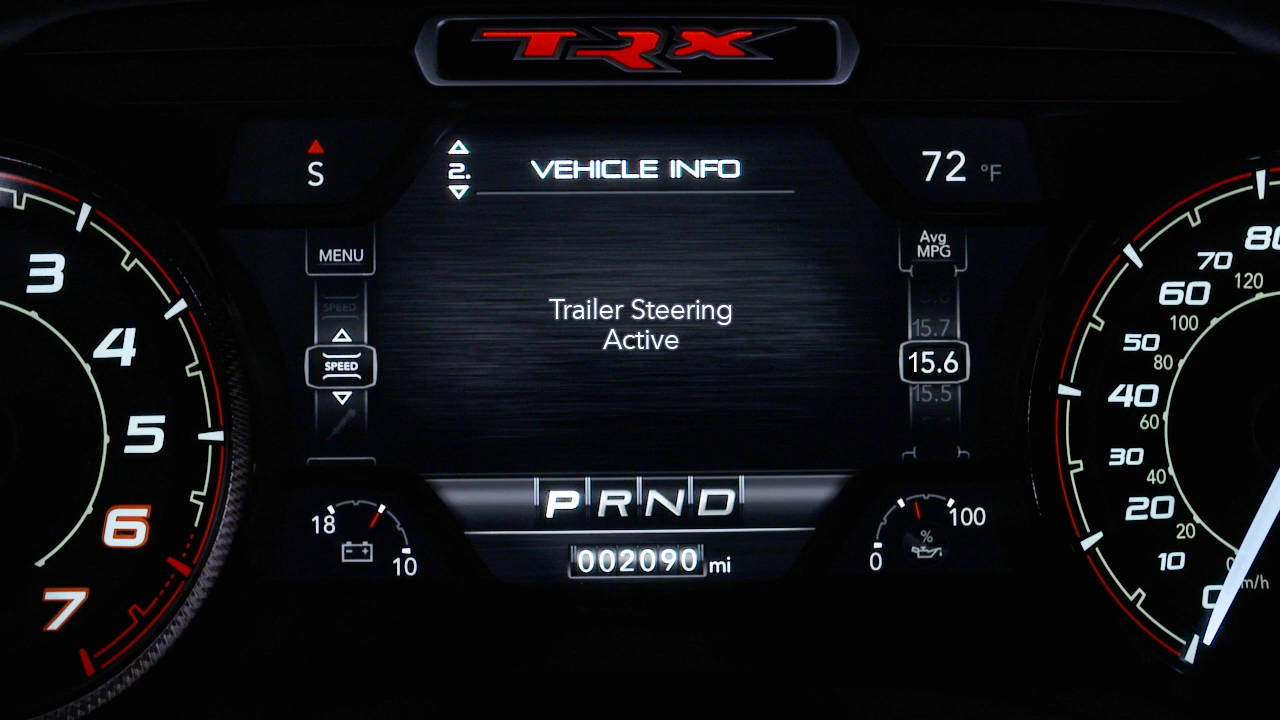 TRX
S
2.
VEHICLE INFO
72 °F
MENU
Avg
MPG
SPEED
Trailer Steering
Active
15.7
SPEED
15.6
15.5
PRND
002090 mi
18
10
0
100
%
3
4
5
6
7
80
70
120
60
100
50
80
40
60
30
40
20
20
10
0